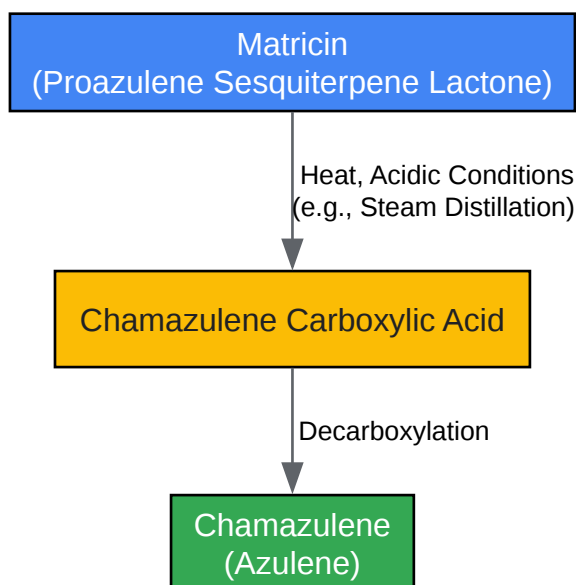 Matricin
(Proazulene Sesquiterpene Lactone)
Heat, Acidic Conditions
(e.g., Steam Distillation)
Chamazulene Carboxylic Acid
Decarboxylation
Chamazulene
(Azulene)